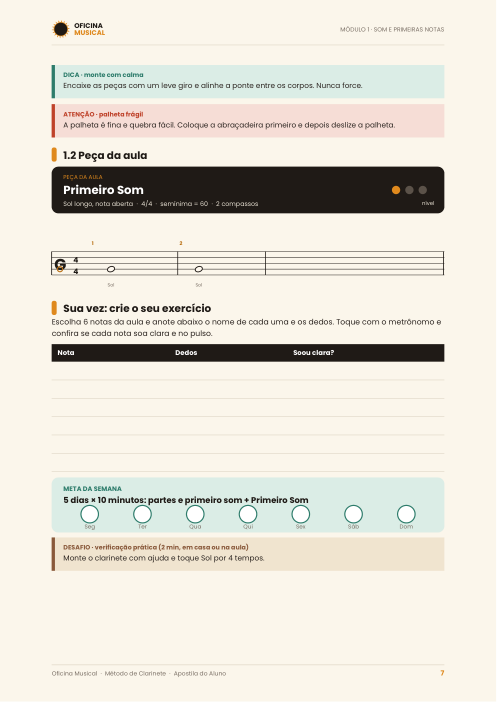 OFICINA
MUSICAL
MÓDULO 1 · SOM E PRIMEIRAS NOTAS
DICA · monte com calma
Encaixe as peças com um leve giro e alinhe a ponte entre os corpos. Nunca force.
ATENÇÃO · palheta frágil
A palheta é fina e quebra fácil. Coloque a abraçadeira primeiro e depois deslize a palheta.
1.2 Peça da aula
PEÇA DA AULA
Primeiro Som
Sol longo, nota aberta · 4/4 · semínima = 60 · 2 compassos
nível
1
2
G
4
4
Sol
Sol
Sua vez: crie o seu exercício
Escolha 6 notas da aula e anote abaixo o nome de cada uma e os dedos. Toque com o metrônomo e
confira se cada nota soa clara e no pulso.
Nota Dedos Soou clara?
META DA SEMANA
5 dias × 10 minutos: partes e primeiro som + Primeiro Som
Seg Ter Qua Qui Sex Sáb Dom
DESAFIO · verificação prática (2 min, em casa ou na aula)
Monte o clarinete com ajuda e toque Sol por 4 tempos.
Oficina Musical · Método de Clarinete · Apostila do Aluno
7